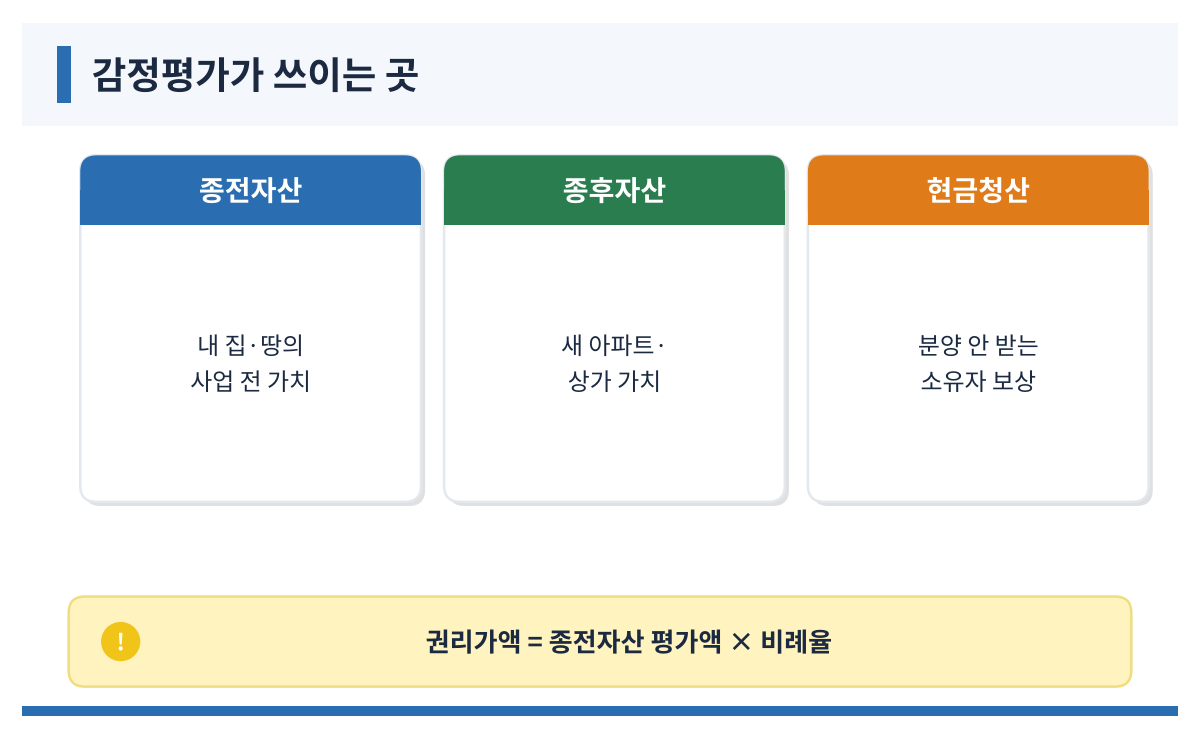 감정평가가 쓰이는 곳
종전자산
종후자산
현금청산
내 집·땅의
사업 전 가치
새 아파트·
상가 가치
분양 안 받는
소유자 보상
!
권리가액 = 종전자산 평가액 × 비례율